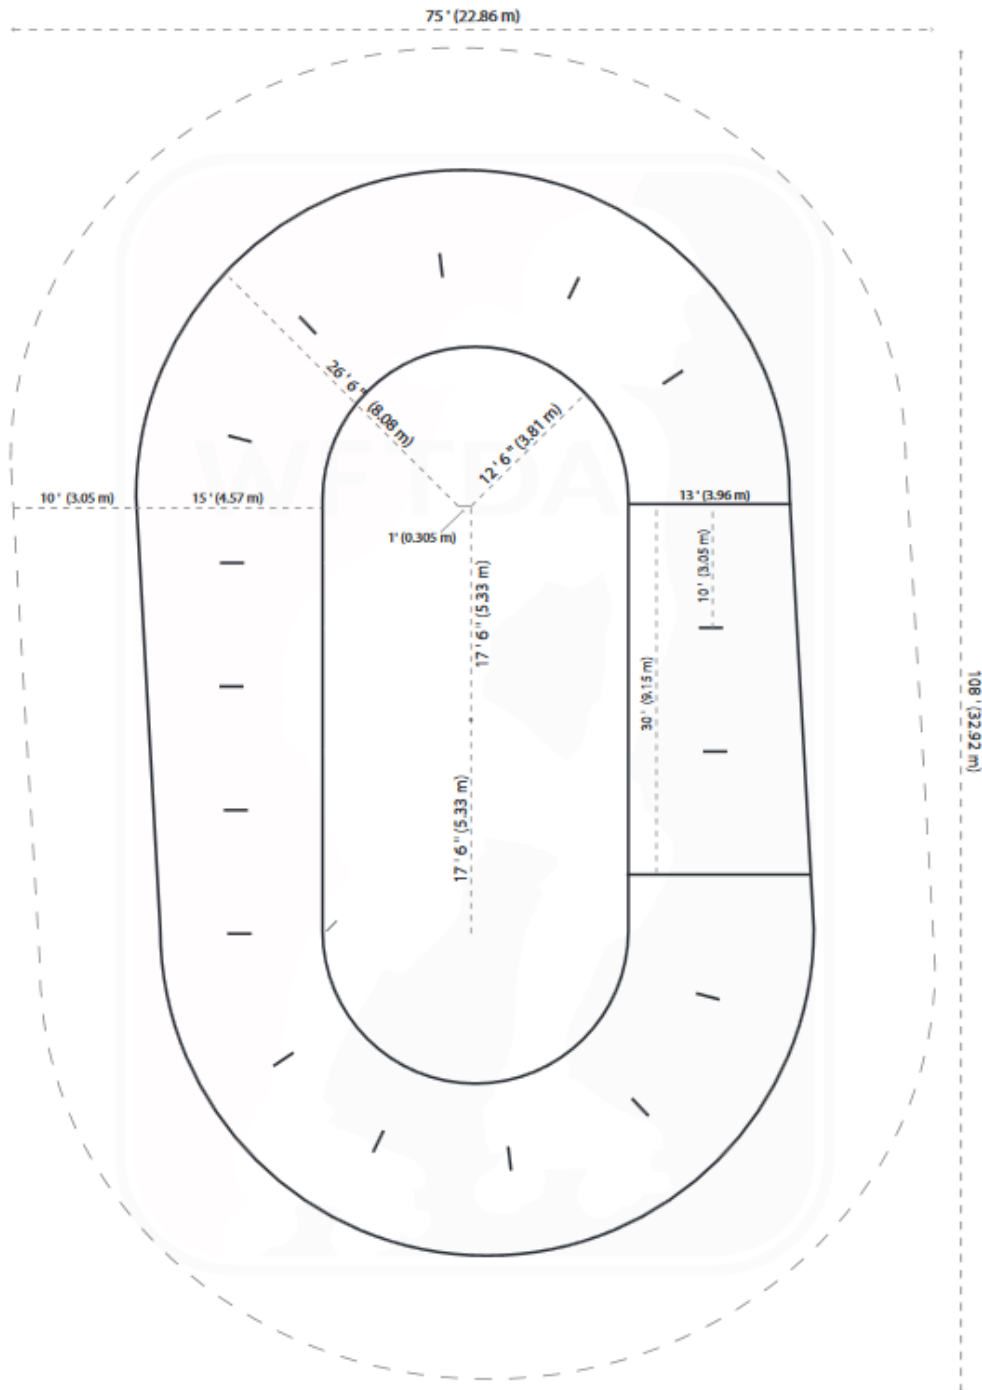 75 ' (22.86 m)
26 ' 6 " (8.08 m)
12 ' 6 " (3.81 m)
WFTDA
10 ' (3.05 m)
15 ' (4.57 m)
13 ' (3.96 m)
1' (0.305 m)
10 ' (3.05 m)
17 ' 6 " (5.33 m)
30 ' (9.15 m)
108 ' (32.92 m)
17 ' 6 " (5.33 m)